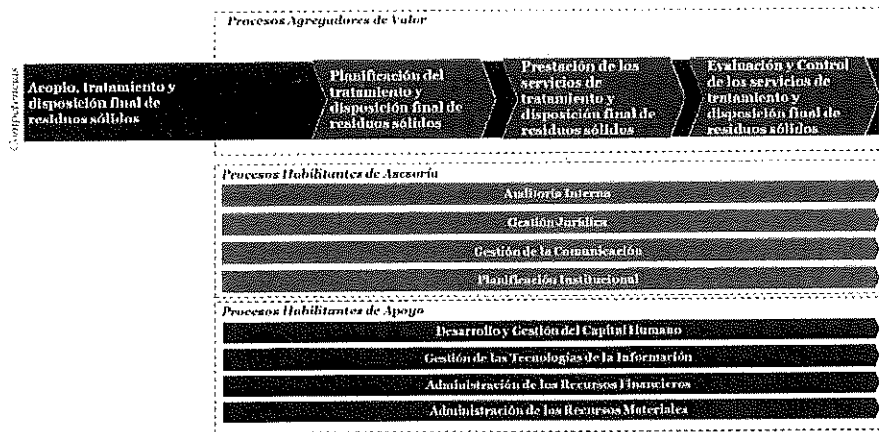 Procesos Agregadores de Valor
Competencias
Acopio, tratamiento y
disposición final de
residuos sólidos
Planificación del
tratamiento y
disposición final de
residuos sólidos
Prestación de los
servicios de
tratamiento y
disposición final de
residuos sólidos
Evaluación y Control
de los servicios de
tratamiento y
disposición final de
residuos sólidos
Procesos Habilitantes de Asesoría
Auditoría Interna
Gestión Jurídica
Gestión de la Comunicación
Planificación Institucional
Procesos Habilitantes de Apoyo
Desarrollo y Gestión del Capital Humano
Gestión de las Tecnologías de la Información
Administración de los Recursos Financieros
Administración de los Recursos Materiales